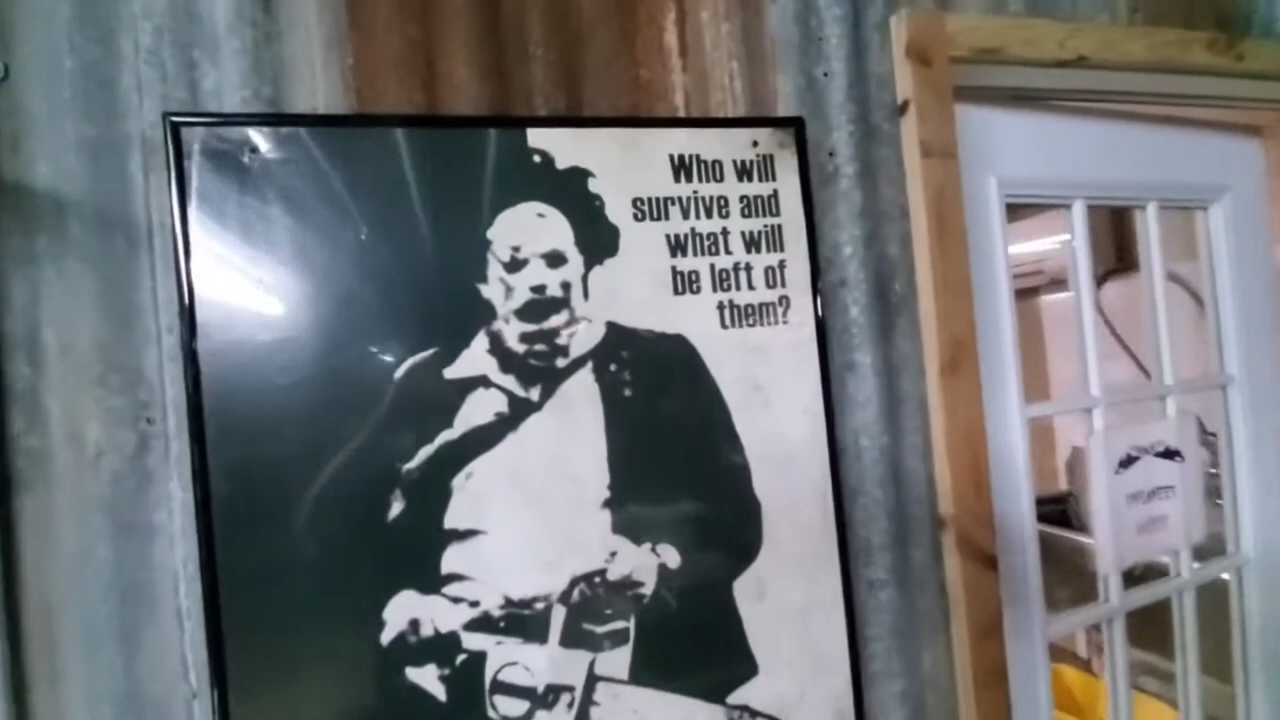 Who will
survive and
what will
be left of
them?